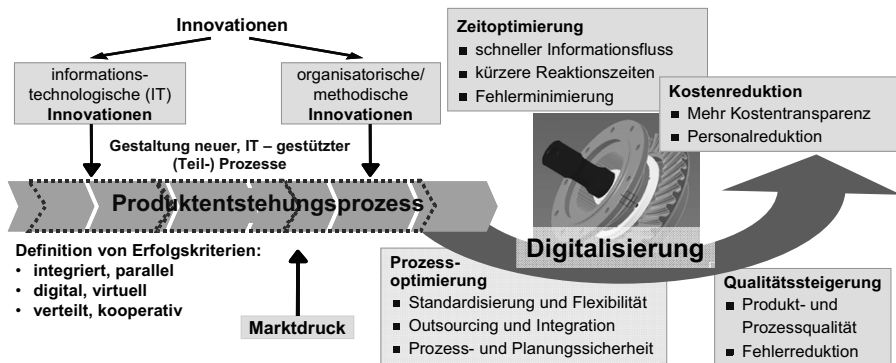 Innovationen
informations-
technologische (IT)
Innovationen
organisatorische/
methodische
Innovationen
Gestaltung neuer, IT – gestützter
(Teil-) Prozesse
Produktentstehungsprozess
Definition von Erfolgskriterien:
• integriert, parallel
• digital, virtuell
• verteilt, kooperativ
Marktdruck
Zeitoptimierung
▪ schneller Informationsfluss
▪ kürzere Reaktionszeiten
▪ Fehlerminimierung
Kostenreduktion
▪ Mehr Kostentransparenz
▪ Personalreduktion
Digitalisierung
Prozess-
optimierung
▪ Standardisierung und Flexibilität
▪ Outsourcing und Integration
▪ Prozess- und Planungssicherheit
Qualitätssteigerung
▪ Produkt- und
Prozessqualität
▪ Fehlerreduktion